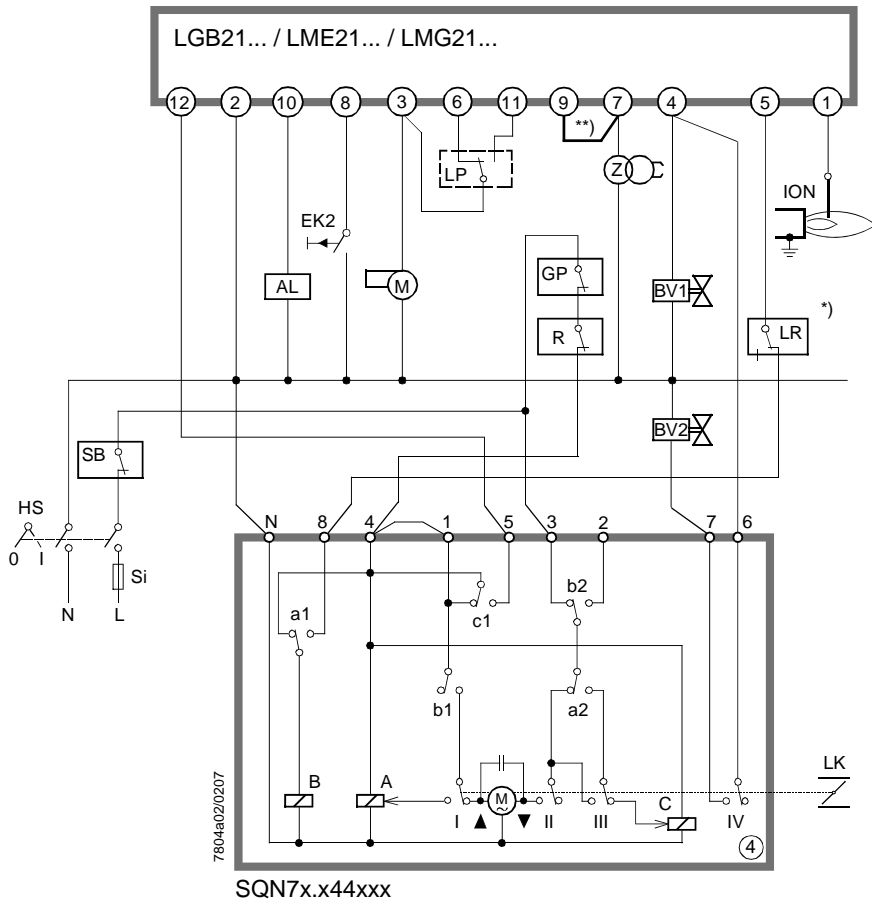 LGB21... / LME21... / LMG21...
12 2 10 8 3 6 11 9 7 4 5 1
**)
LP
Z
ION
EK2
GP
AL
M
BV1
*)
R
LR
BV2
SB
HS
N 8 4 1 5 3 2 7 6
0 I
Si
N L
a1
c1
b2
b1
a2
LK
B A
M
~
C
I II III IV
4
7804a02/0207
SQN7x.x44xxx